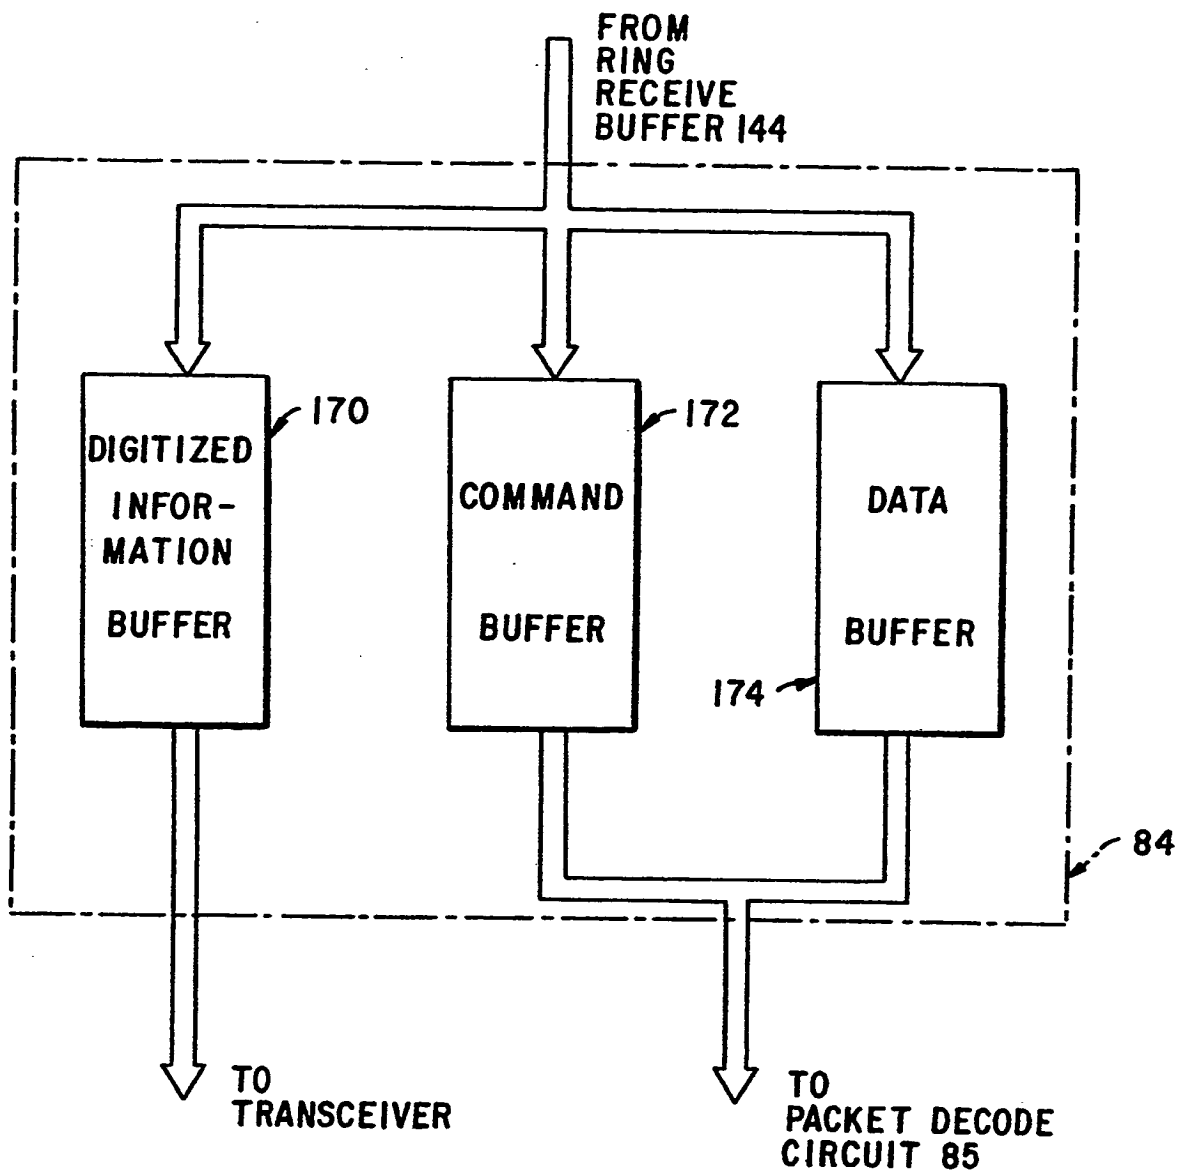 FROM
RING
RECEIVE
BUFFER 144
170
DIGITIZED
INFOR-
MATION
BUFFER
172
COMMAND
BUFFER
DATA
BUFFER
174
84
TO
TRANSCEIVER
TO
PACKET DECODE
CIRCUIT 85